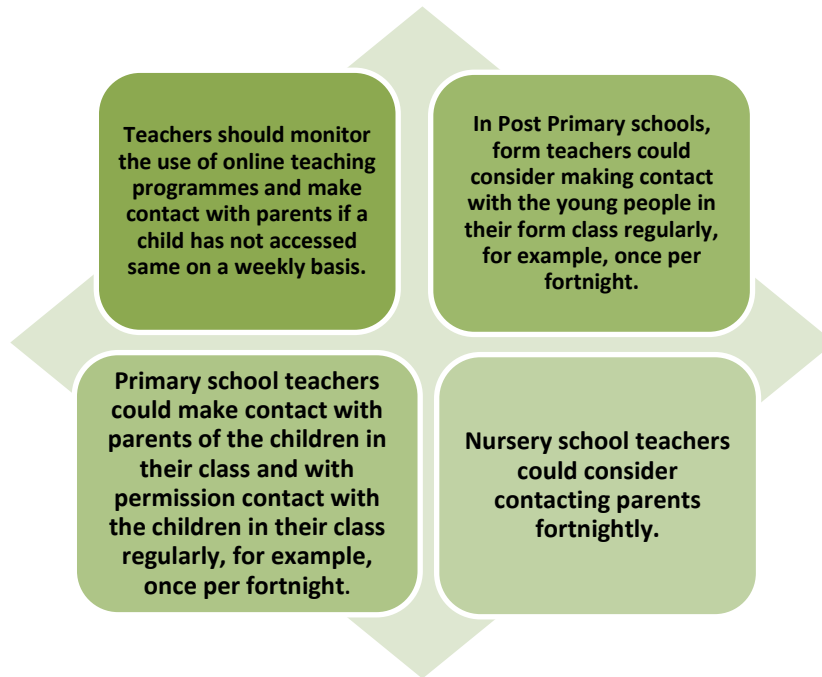 Teachers should monitor
the use of online teaching
programmes and make
contact with parents if a
child has not accessed
same on a weekly basis.
In Post Primary schools,
form teachers could
consider making contact
with the young people in
their form class regularly,
for example, once per
fortnight.
Primary school teachers
could make contact with
parents of the children in
their class and with
permission contact with
the children in their class
regularly, for example,
once per fortnight.
Nursery school teachers
could consider
contacting parents
fortnightly.